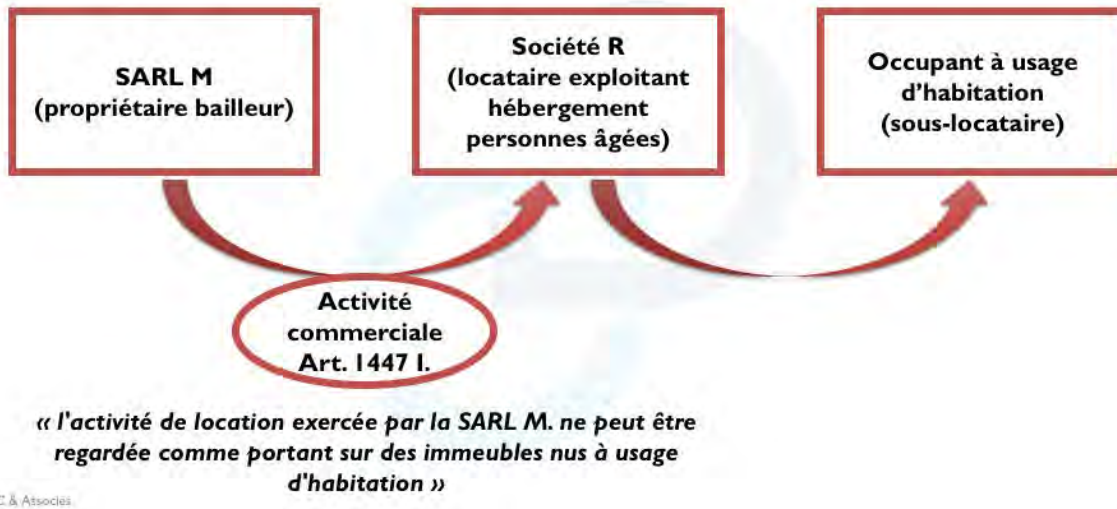 SARL M
(propriétaire bailleur)
Société R
(locataire exploitant
hébergement
personnes âgées)
Occupant à usage
d'habitation
(sous-locataire)
Activité
commerciale
Art. 1447 I.
« l'activité de location exercée par la SARL M. ne peut être
regardée comme portant sur des immeubles nus à usage
d'habitation »
C & Associés